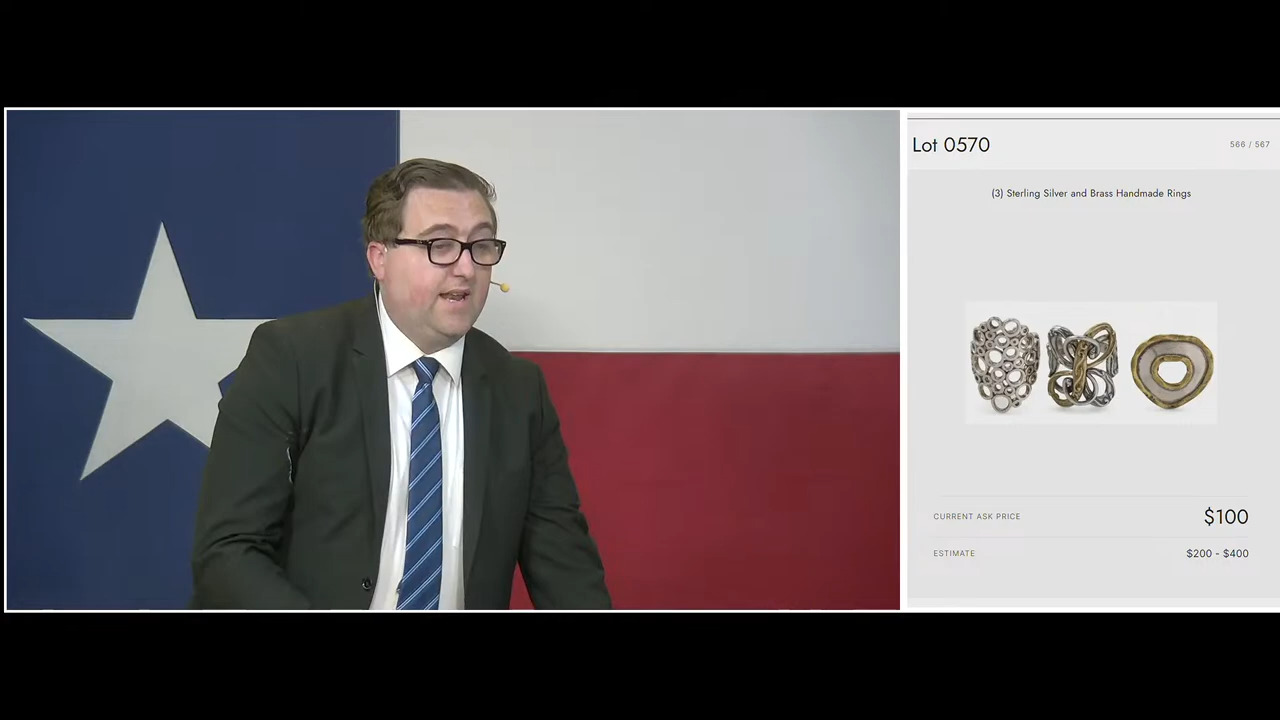 Lot 0570
566 / 567
(3) Sterling Silver and Brass Handmade Rings
CURRENT ASK PRICE
$100
ESTIMATE
$200 - $400